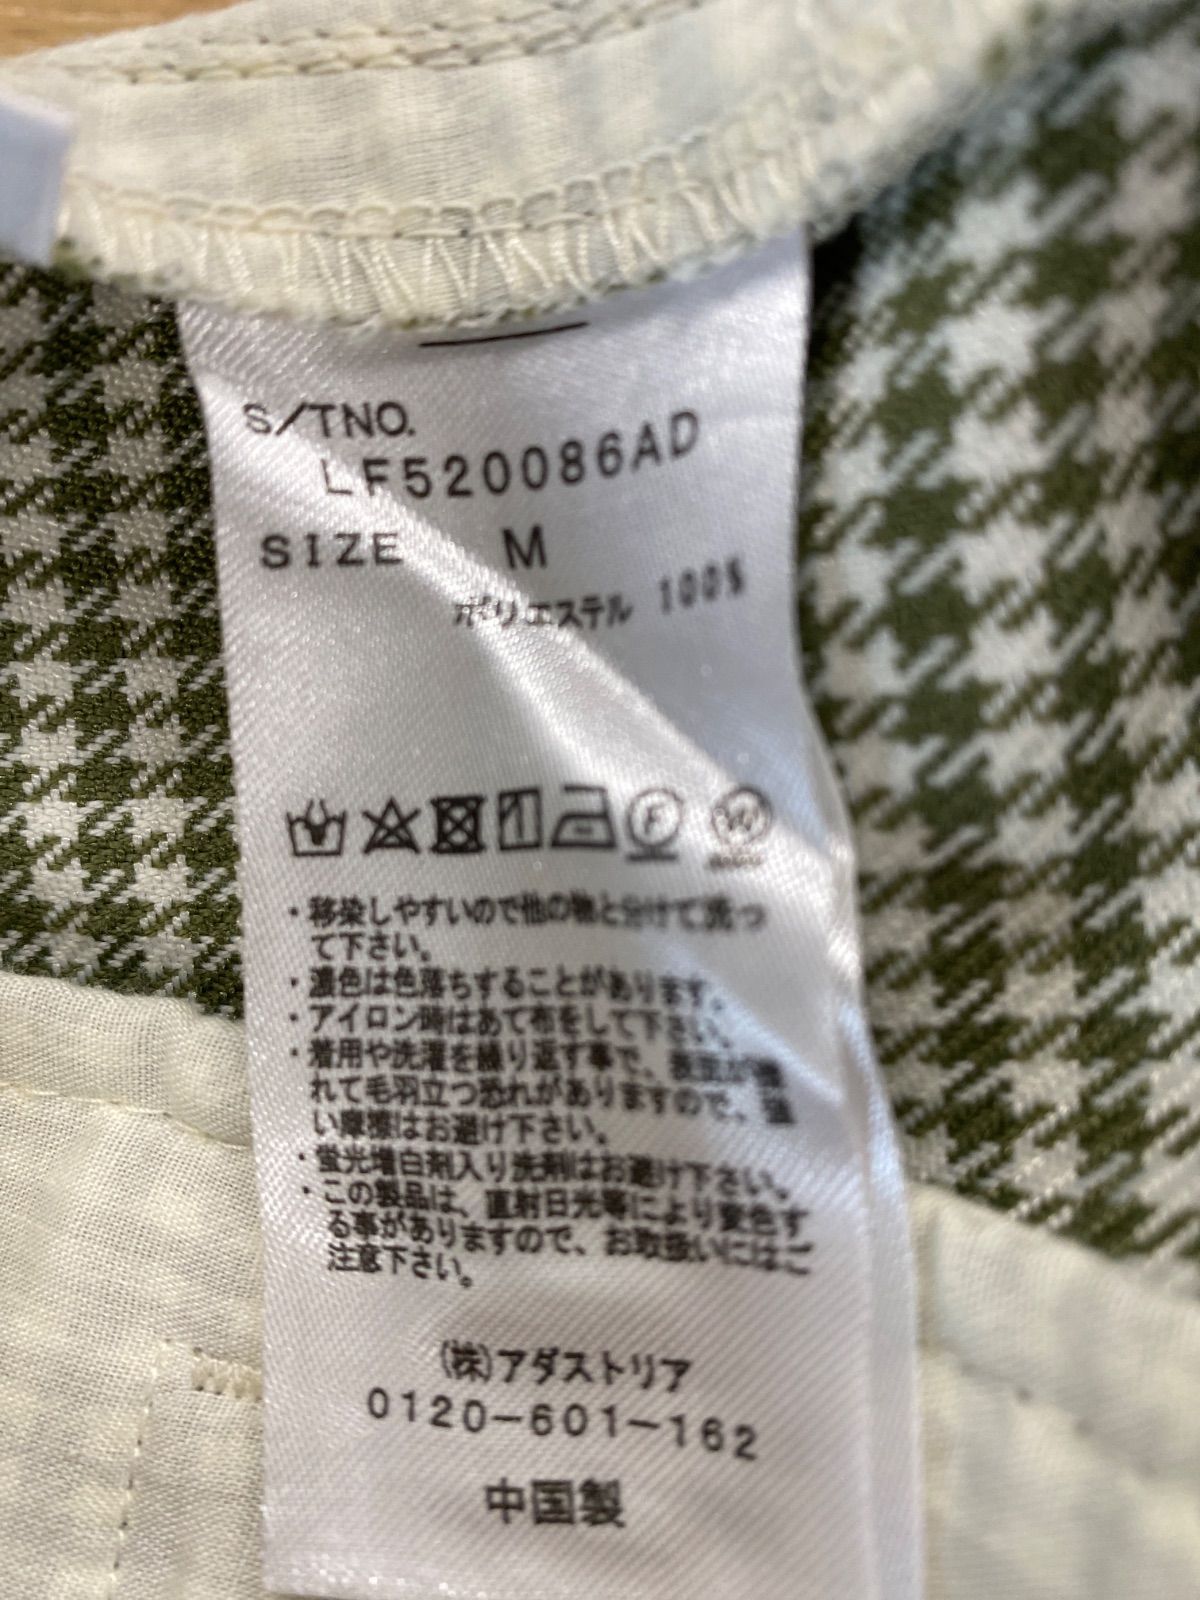 S/TNO.
LF520086AD
SIZE M
ポリエステル 100%
F W
・移染しやすいので他の物と分けて洗っ
て下さい。
・濃色は色落ちすることがあります。
・アイロン時はあて布をして下さい。
・着用や洗濯を繰り返す事で、表面が擦
れて毛羽立つ恐れがありますので、強
い摩擦はお避け下さい。
・蛍光増白剤入り洗剤はお避け下さい。
・この製品は、直射日光等により変色す
る事がありますので、お取扱いにはご
注意下さい。
(株)アダストリア
0120-601-162
中国製